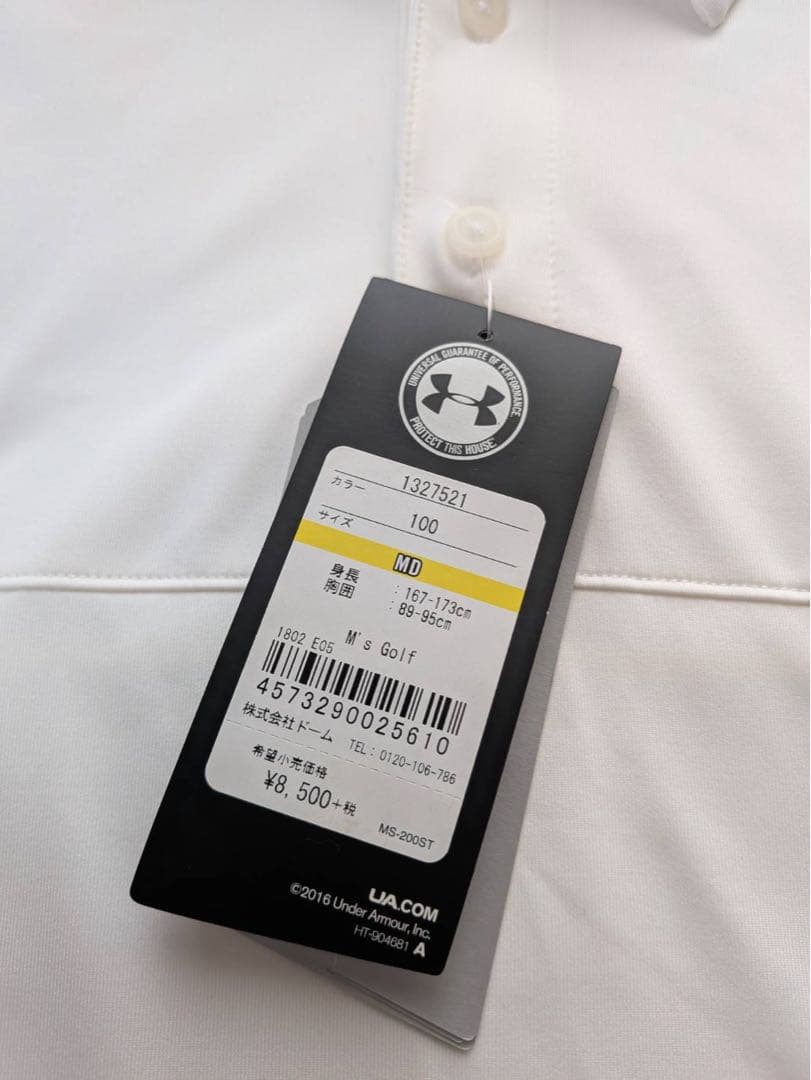 UNIVERSAL GUARANTEE OF PERFORMANCE.
PROTECT THIS HOUSE.
1327521
カラー 100
サイズ
MD
身長 : 167-173cm
胸囲 : 89-95cm
1802 E05 M's Golf
4573290025610
株式会社ドーム TEL: 0120-106-786
希望小売価格
¥8,500+税
MS-200ST
UA.COM
©2016 Under Armour, Inc.
HT-904681 A